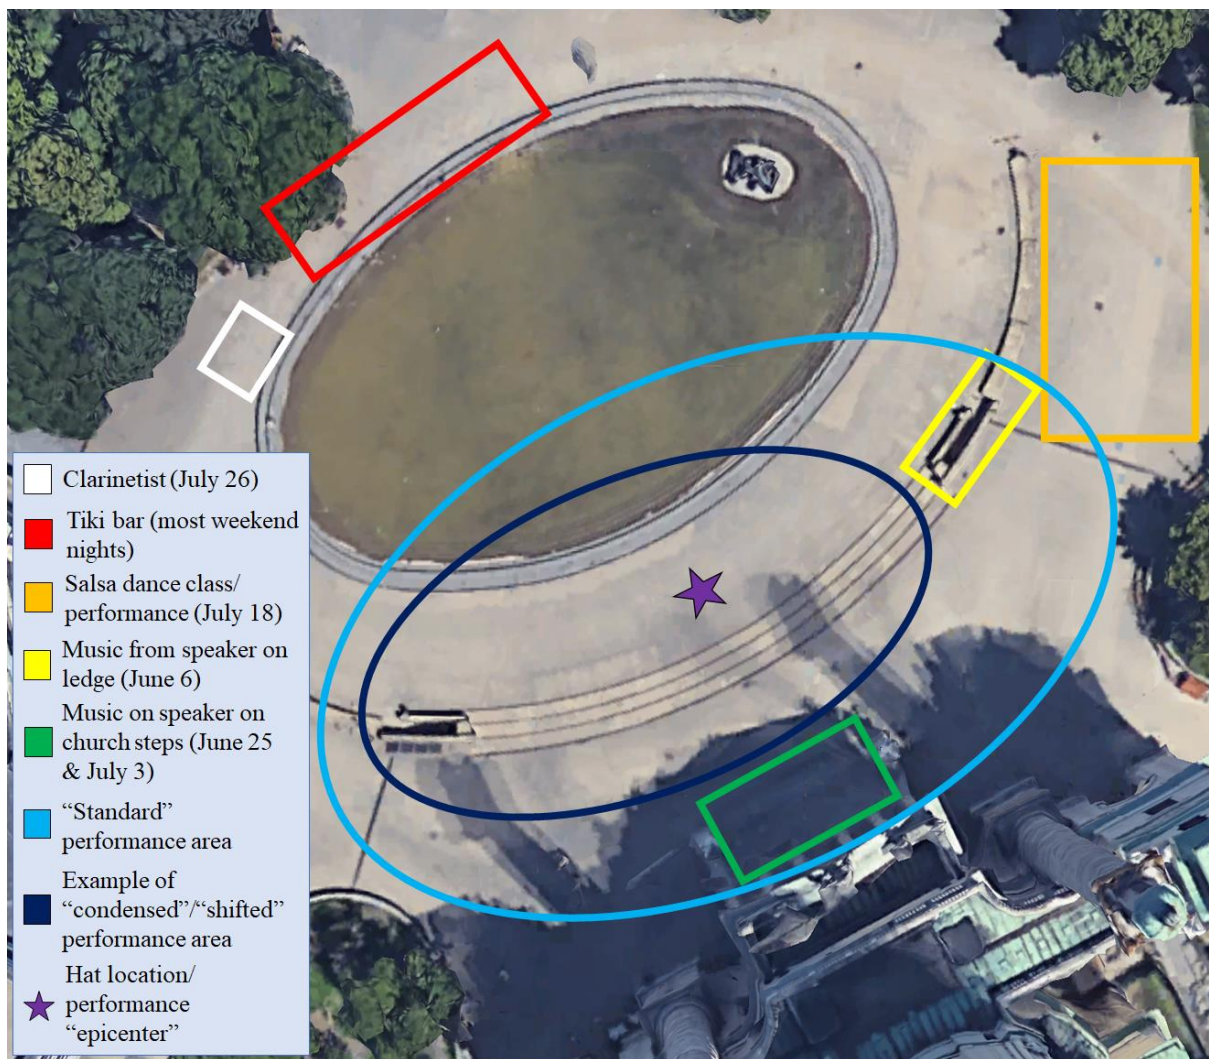 Clarinetist (July 26)
Tiki bar (most weekend
nights)
Salsa dance class/
performance (July 18)
Music from speaker on
ledge (June 6)
Music on speaker on
church steps (June 25
& July 3)
“Standard”
performance area
Example of
“condensed”/“shifted”
performance area
Hat location/
performance
“epicenter”